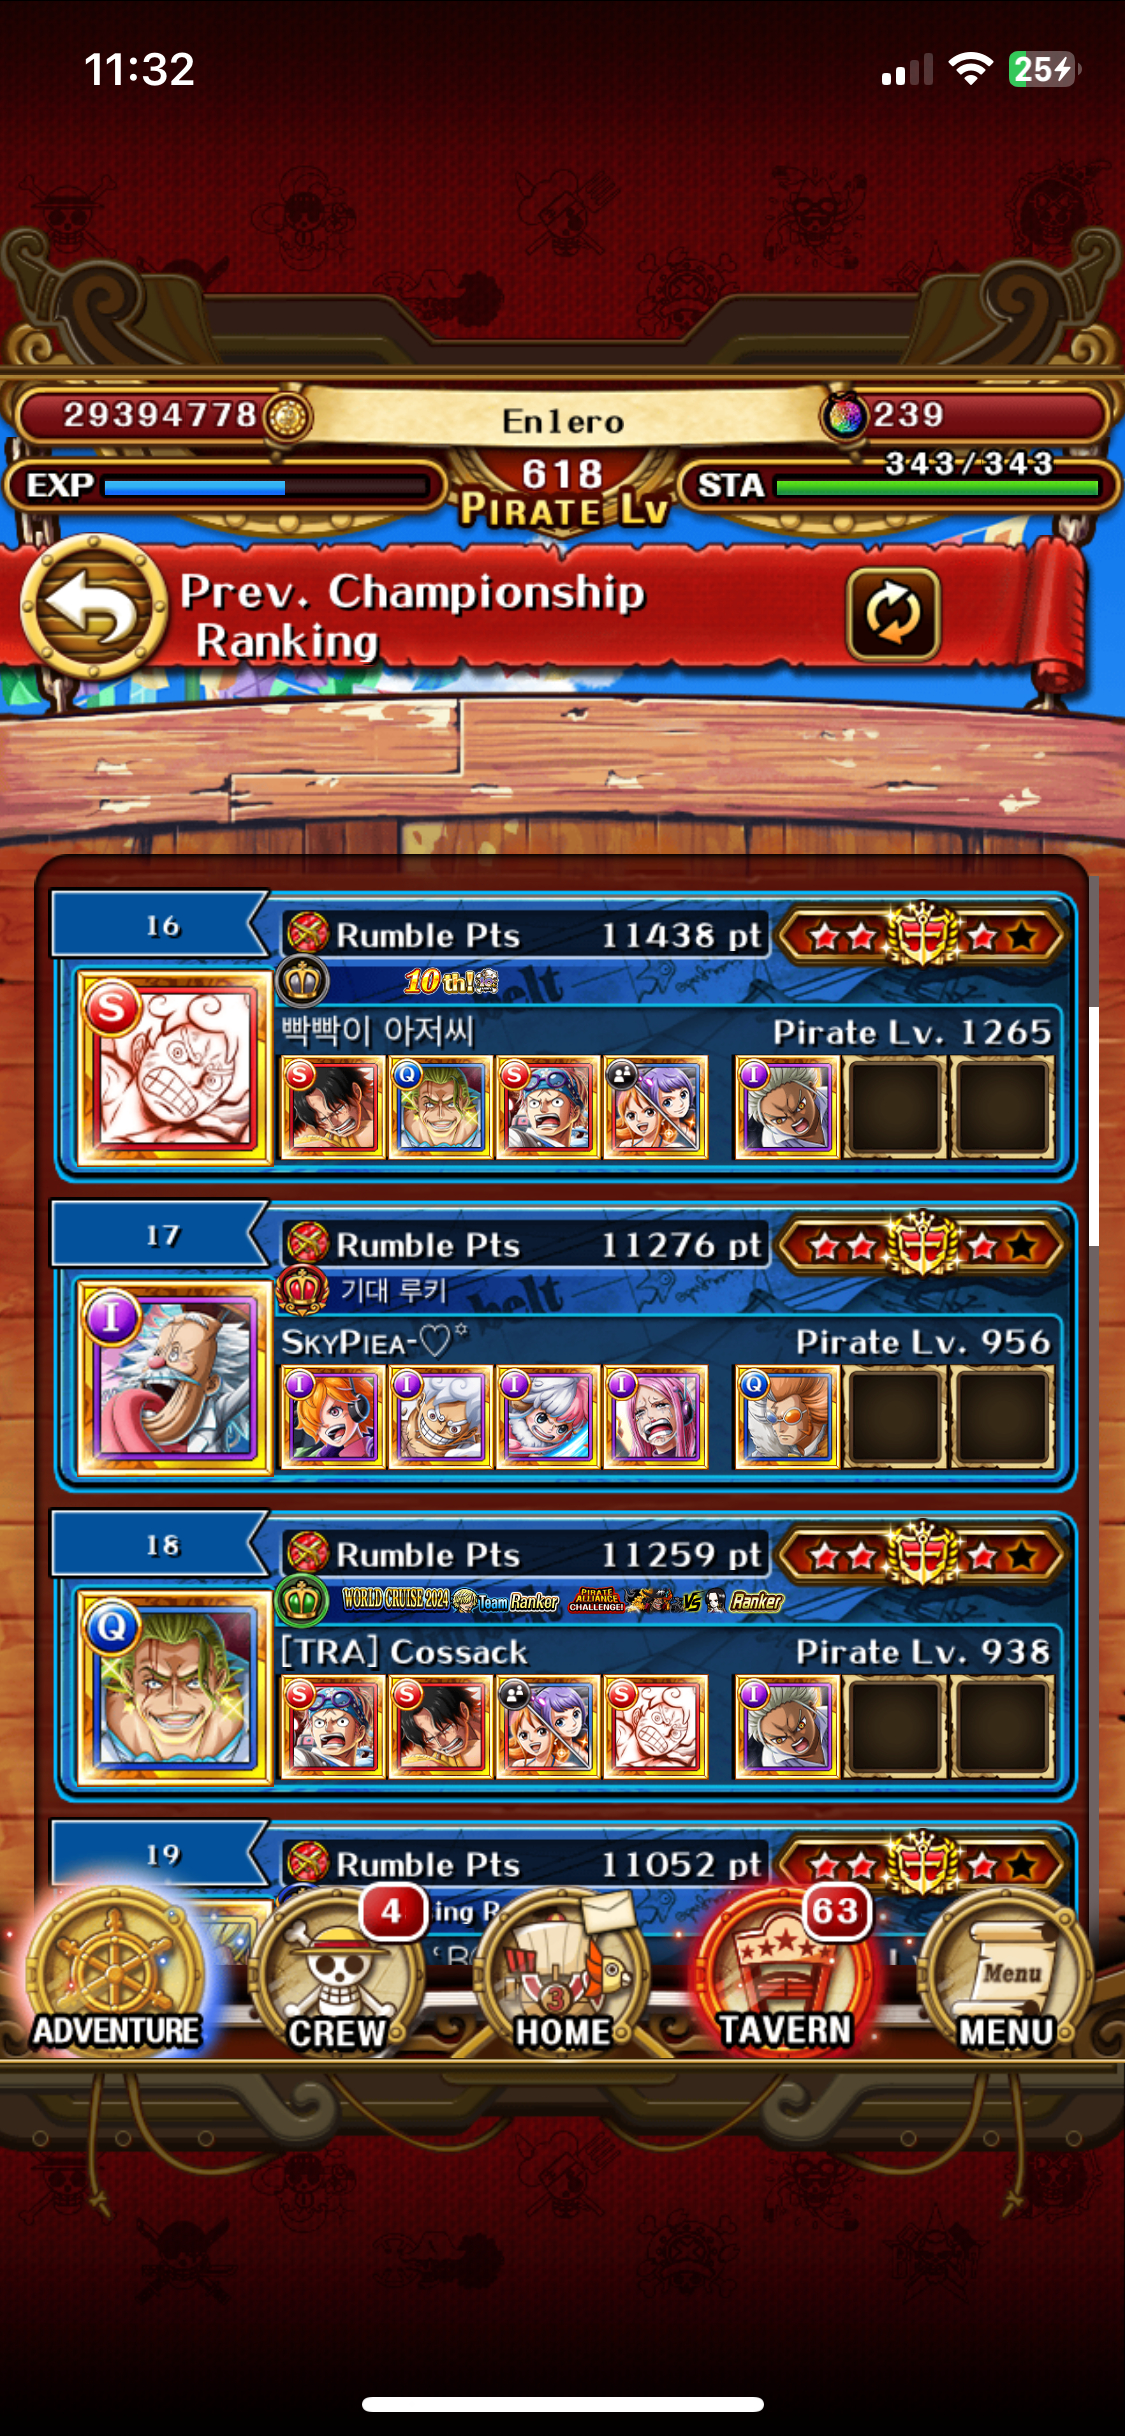 11:32
25
29394778
En1ero
239
EXP
618
PIRATE Lv
STA
343/343
Prev. Championship
Ranking
16
Rumble Pts
11438 pt
10th!
S
빡빡이 아저씨
Pirate Lv. 1265
S
Q
S
I
17
Rumble Pts
11276 pt
기대 루키
I
SKYPIEA-♡✡
Pirate Lv. 956
I
I
I
I
Q
18
Rumble Pts
11259 pt
WORLD CRUISE 2024 Team Ranker
PIRATE ALLIANCE CHALLENGE! VS Ranker
Q
[TRA] Cossack
Pirate Lv. 938
S
S
S
I
19
Rumble Pts
11052 pt
4
ing R
63
3
Menu
ADVENTURE
CREW
HOME
TAVERN
MENU